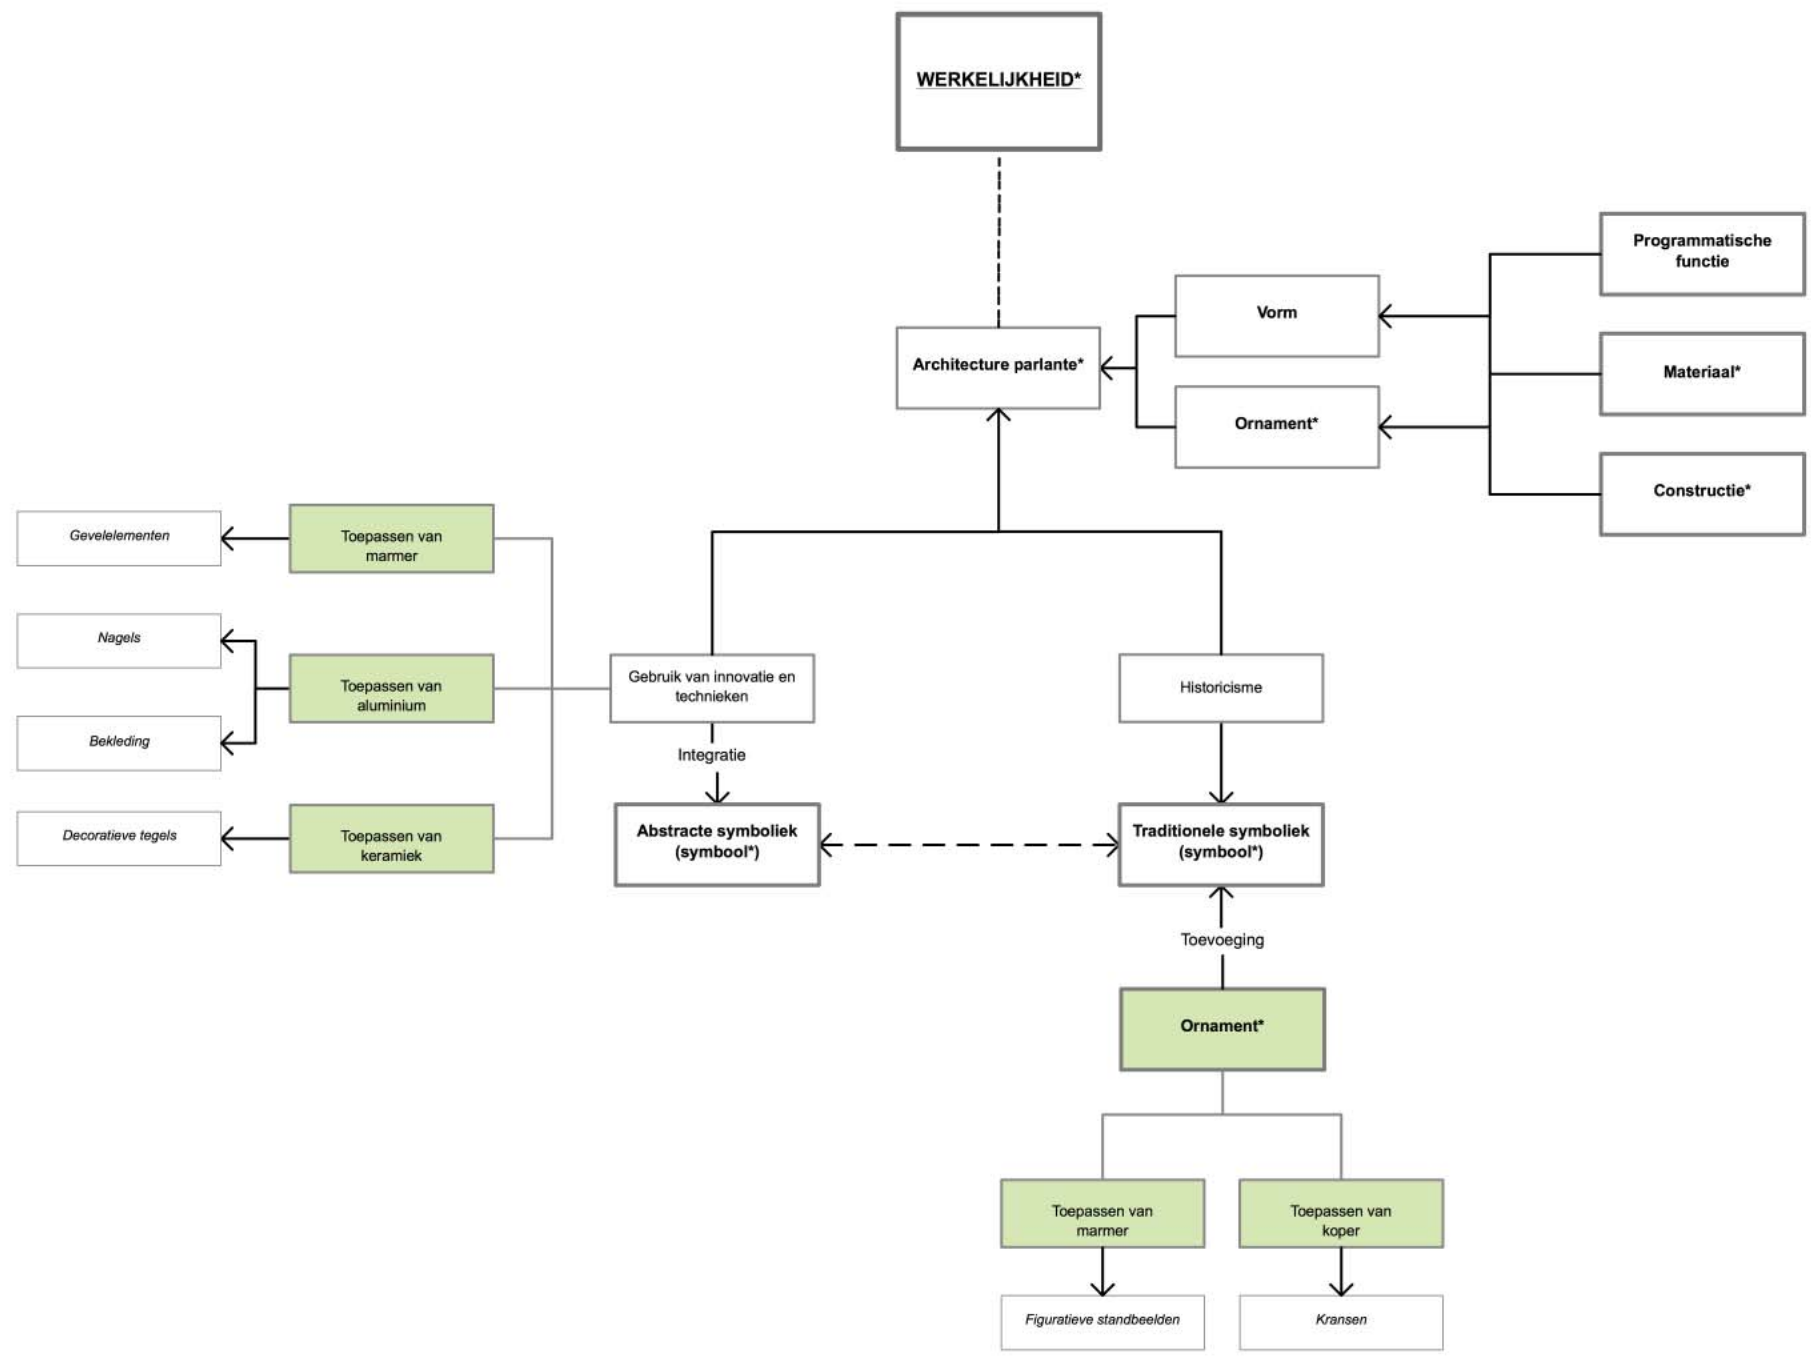 WERKELIJKHEID*
Programmatische
functie
Vorm
Architecture parlante*
Materiaal*
Ornament*
Constructie*
Gevelelementen
Toepassen van
marmer
Nagels
Toepassen van
aluminium
Bekleding
Gebruik van innovatie en
technieken
Historicisme
Integratie
Decoratieve tegels
Toepassen van
keramiek
Abstracte symboliek
(symbool*)
Traditionele symboliek
(symbool*)
Toevoeging
Ornament*
Toepassen van
marmer
Toepassen van
koper
Figuratieve standbeelden
Kransen